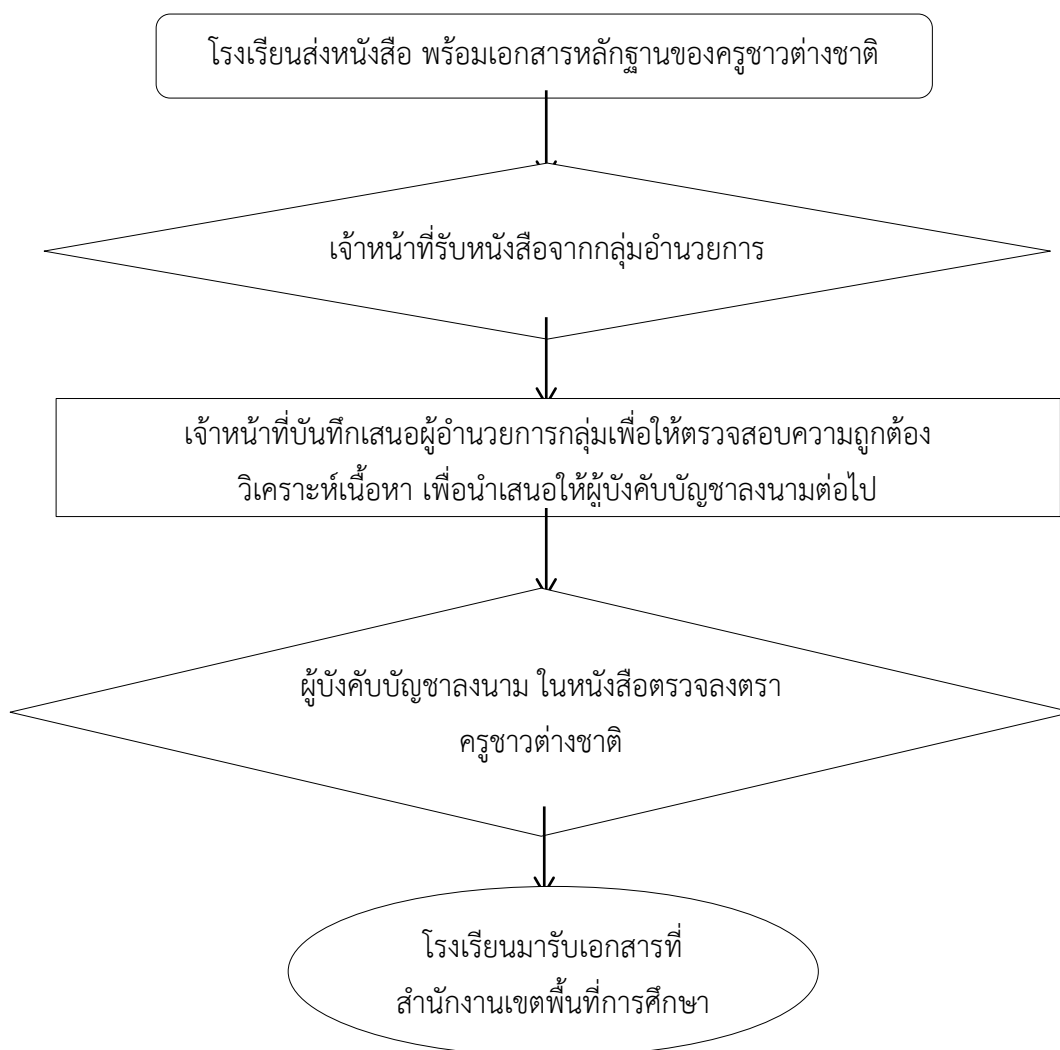 โรงเรียนส่งหนังสือ พร้อมเอกสารหลักฐานของครูชาวต่างชาติ
เจ้าหน้าที่รับหนังสือจากกลุ่มอำนวยการ
เจ้าหน้าที่บันทึกเสนอผู้อำนวยการกลุ่มเพื่อให้ตรวจสอบความถูกต้อง
วิเคราะห์เนื้อหา เพื่อนำเสนอให้ผู้บังคับบัญชาลงนามต่อไป
ผู้บังคับบัญชาลงนาม ในหนังสือตรวจลงตรา
ครูชาวต่างชาติ
โรงเรียนมารับเอกสารที่
สำนักงานเขตพื้นที่การศึกษา